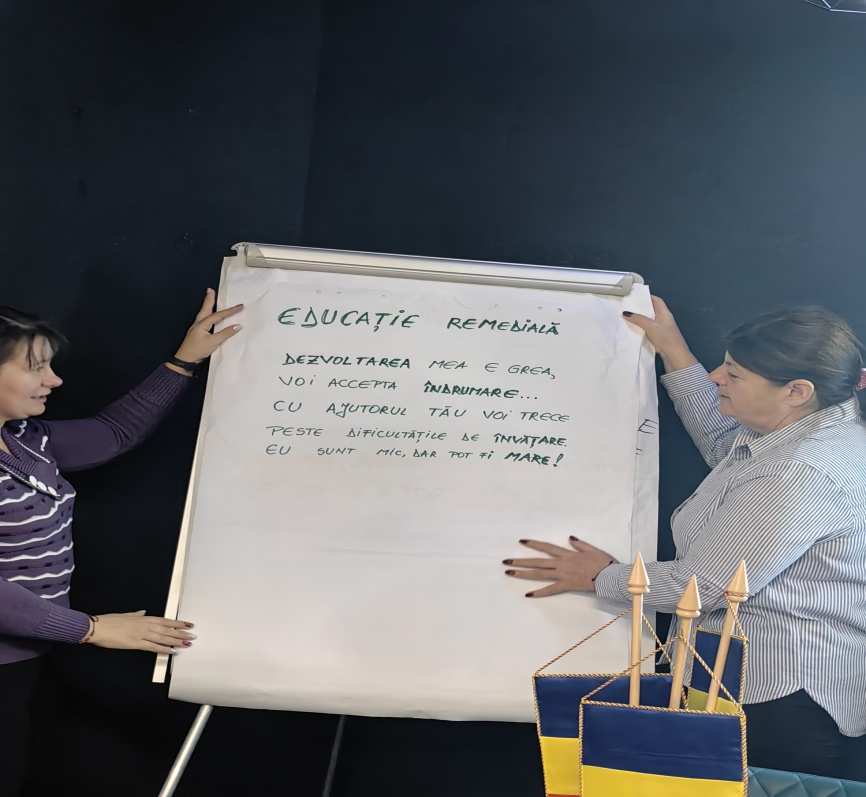 EDUCAȚIE REMEDIALĂ
DEZVOLTAREA MEA E GREA,
VOI ACCEPTA ÎNDRUMARE...
CU AJUTORUL TĂU VOI TRECE
PESTE DIFICULTĂȚILE DE ÎNVĂȚARE.
EU SUNT MIC, DAR POT FI MARE!
E